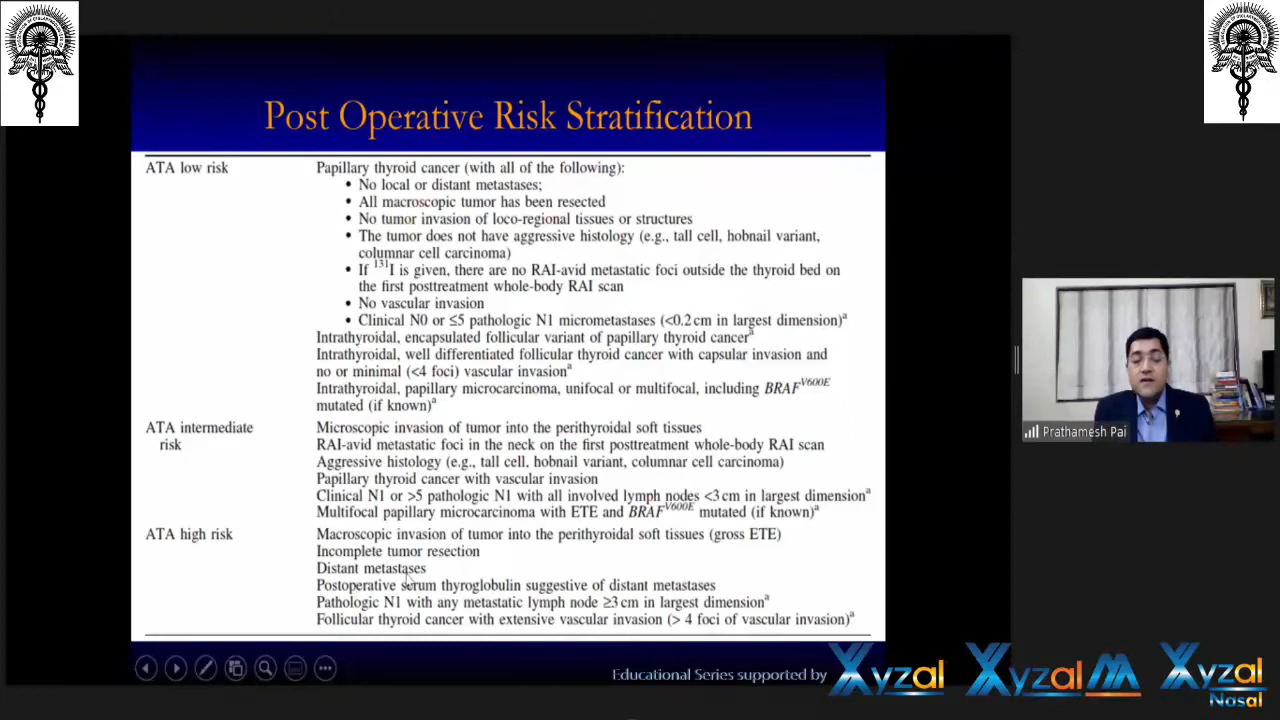 Post Operative Risk Stratification
ATA low risk Papillary thyroid cancer (with all of the following):
• No local or distant metastases;
• All macroscopic tumor has been resected
• No tumor invasion of loco-regional tissues or structures
• The tumor does not have aggressive histology (e.g., tall cell, hobnail variant,
columnar cell carcinoma)
• If 131I is given, there are no RAI-avid metastatic foci outside the thyroid bed on
the first posttreatment whole-body RAI scan
• No vascular invasion
• Clinical N0 or ≤5 pathologic N1 micrometastases (<0.2 cm in largest dimension)a
Intrathyroidal, encapsulated follicular variant of papillary thyroid cancera
Intrathyroidal, well differentiated follicular thyroid cancer with capsular invasion and
no or minimal (<4 foci) vascular invasiona
Intrathyroidal, papillary microcarcinoma, unifocal or multifocal, including BRAFV600E
mutated (if known)a
ATA intermediate Microscopic invasion of tumor into the perithyroidal soft tissues
risk RAI-avid metastatic foci in the neck on the first posttreatment whole-body RAI scan
Aggressive histology (e.g., tall cell, hobnail variant, columnar cell carcinoma)
Papillary thyroid cancer with vascular invasion
Clinical N1 or >5 pathologic N1 with all involved lymph nodes <3 cm in largest dimensiona
Multifocal papillary microcarcinoma with ETE and BRAFV600E mutated (if known)a
ATA high risk Macroscopic invasion of tumor into the perithyroidal soft tissues (gross ETE)
Incomplete tumor resection
Distant metastases
Postoperative serum thyroglobulin suggestive of distant metastases
Pathologic N1 with any metastatic lymph node ≥3 cm in largest dimensiona
Follicular thyroid cancer with extensive vascular invasion (> 4 foci of vascular invasion)a
Prathamesh Pai
Educational Series supported by Xyzal Xyzal M Xyzal
Nasal